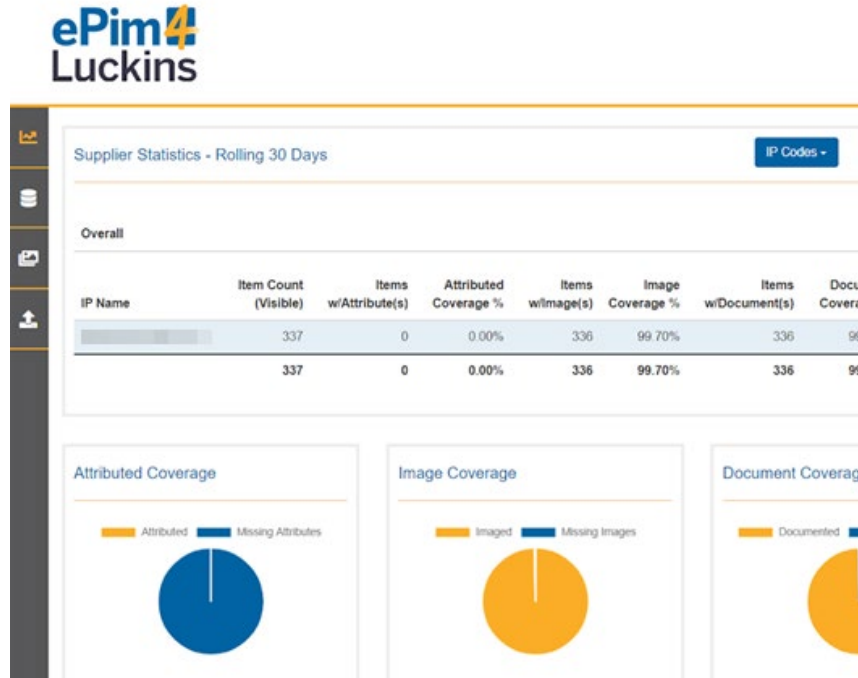 ePim4
Luckins
Supplier Statistics - Rolling 30 Days
IP Codes
Overall
IP Name Item Count (Visible) Items w/Attribute(s) Attributed Coverage % Items w/Image(s) Image Coverage % Items w/Document(s)
337 0 0.00% 336 99.70% 336
337 0 0.00% 336 99.70% 336
Attributed Coverage Image Coverage Document
Attributed Missing Attributes Imaged Missing Images Documented